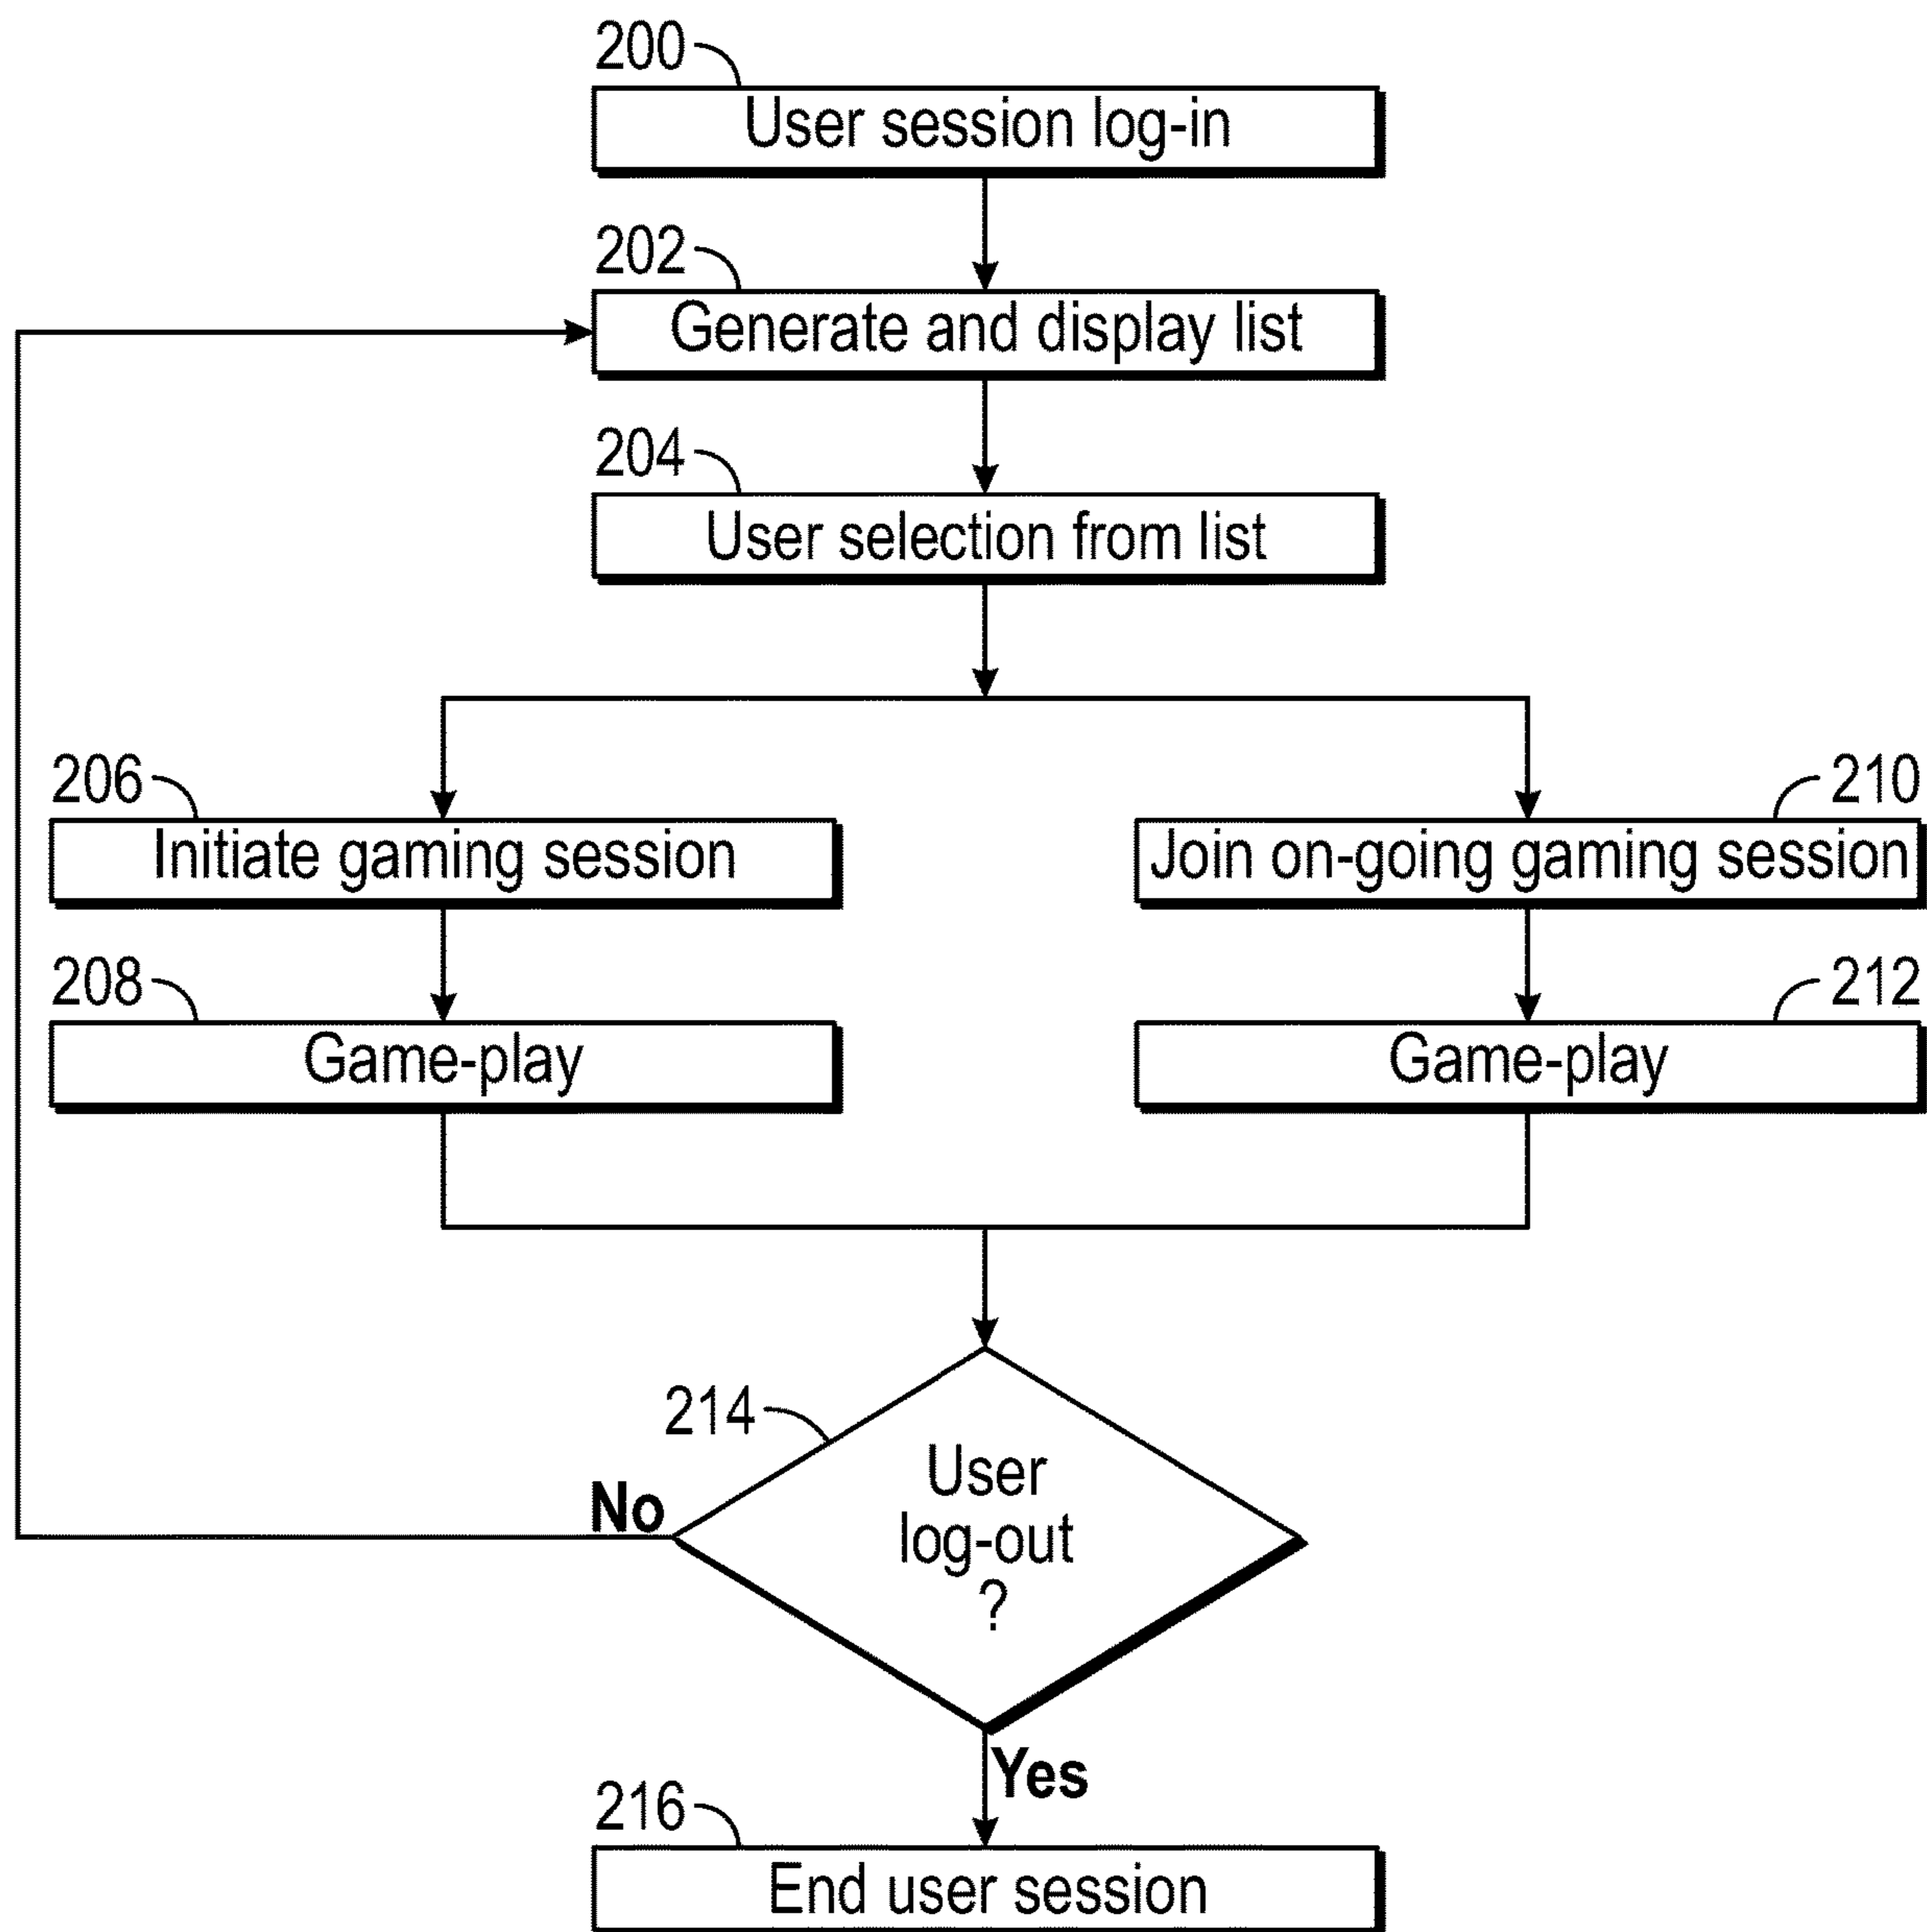 200
User session log-in
202
Generate and display list
204
User selection from list
206
210
Initiate gaming session
Join on-going gaming session
208
212
Game-play
Game-play
214
User
log-out
?
No
Yes
216
End user session